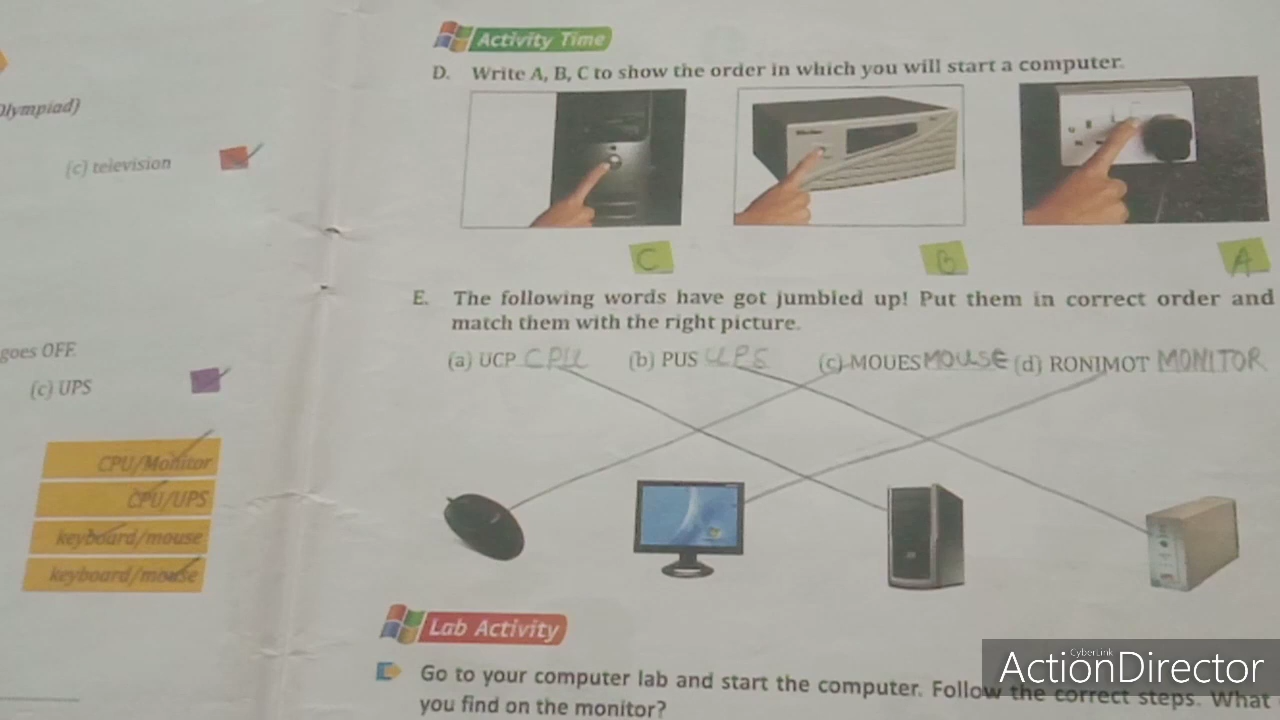 Olympiad)
(c) television
goes OFF.
(c) UPS
CPU/Monitor
CPU/UPS
keyboard/mouse
keyboard/mouse
Activity Time
D. Write A, B, C to show the order in which you will start a computer.
C B A
E. The following words have got jumbled up! Put them in correct order and
match them with the right picture.
(a) UCP CPU (b) PUS UPS (c) MOUES MOUSE (d) RONIMOT MONITOR
Lab Activity
Go to your computer lab and start the computer. Follow the correct steps. What
you find on the monitor?
CyberLink
ActionDirector